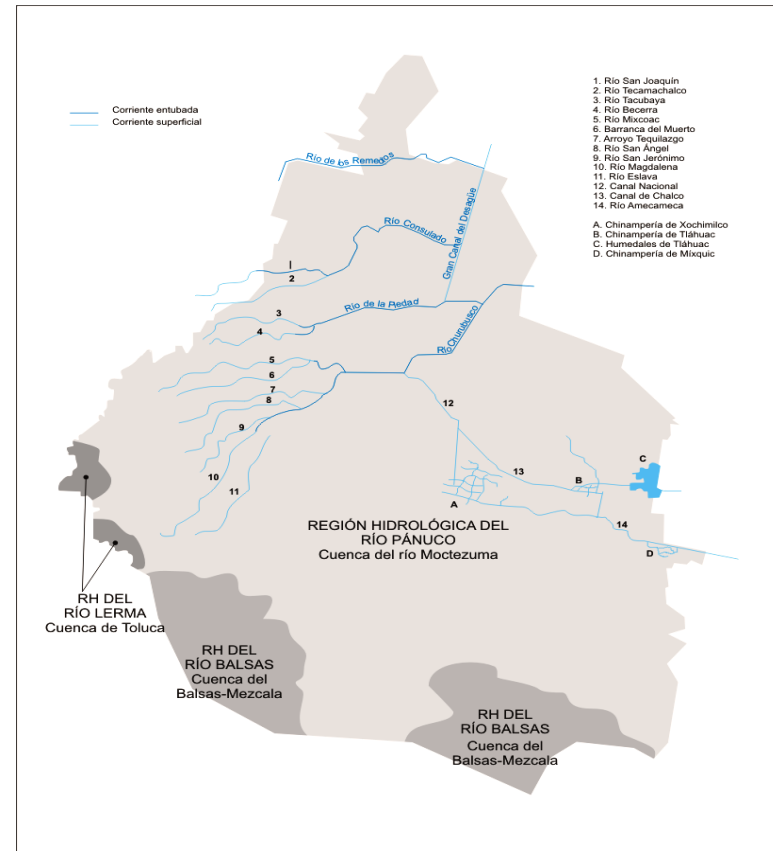 Corriente entubada
Corriente superficial
1. Río San Joaquín
2. Río Tecamachalco
3. Río Tacubaya
4. Río Becerra
5. Río Mixcoac
6. Barranca del Muerto
7. Arroyo Tequilazgo
8. Río San Ángel
9. Río San Jerónimo
10. Río Magdalena
11. Río Eslava
12. Canal Nacional
13. Canal de Chalco
14. Río Amecameca
A. Chinampería de Xochimilco
B. Chinampería de Tláhuac
C. Humedales de Tláhuac
D. Chinampería de Míxquic
Río de los Remedios
Gran Canal del Desagüe
Río Consulado
1
2
Río de la Piedad
3
4
Río Churubusco
5
6
7
8
9
10
11
12
13
14
A
B
C
D
REGIÓN HIDROLÓGICA DEL
RÍO PÁNUCO
Cuenca del río Moctezuma
RH DEL
RÍO LERMA
Cuenca de Toluca
RH DEL
RÍO BALSAS
Cuenca del
Balsas-Mezcala
RH DEL
RÍO BALSAS
Cuenca del
Balsas-Mezcala